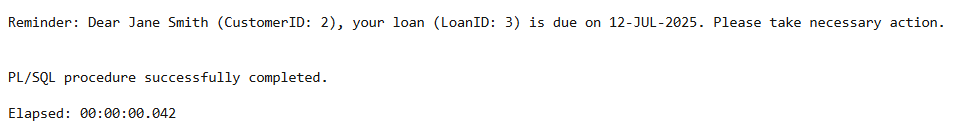 Reminder: Dear Jane Smith (CustomerID: 2), your loan (LoanID: 3) is due on 12-JUL-2025. Please take necessary action.
PL/SQL procedure successfully completed.
Elapsed: 00:00:00.042